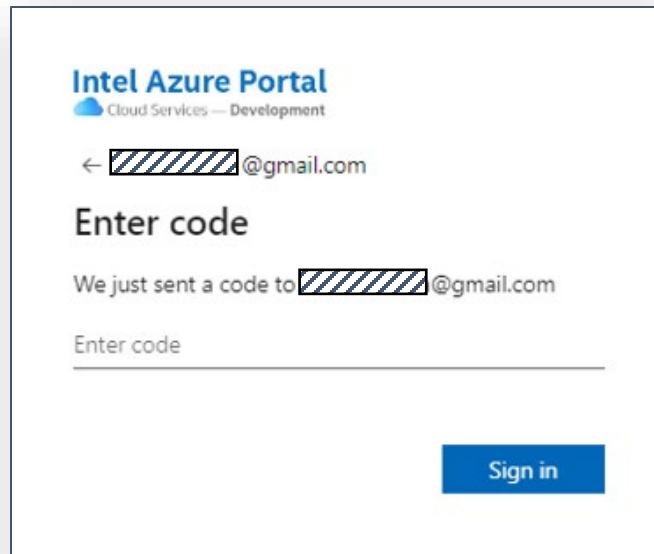 Intel Azure Portal
Cloud Services — Development
← @gmail.com
Enter code
We just sent a code to @gmail.com
Enter code
Sign in